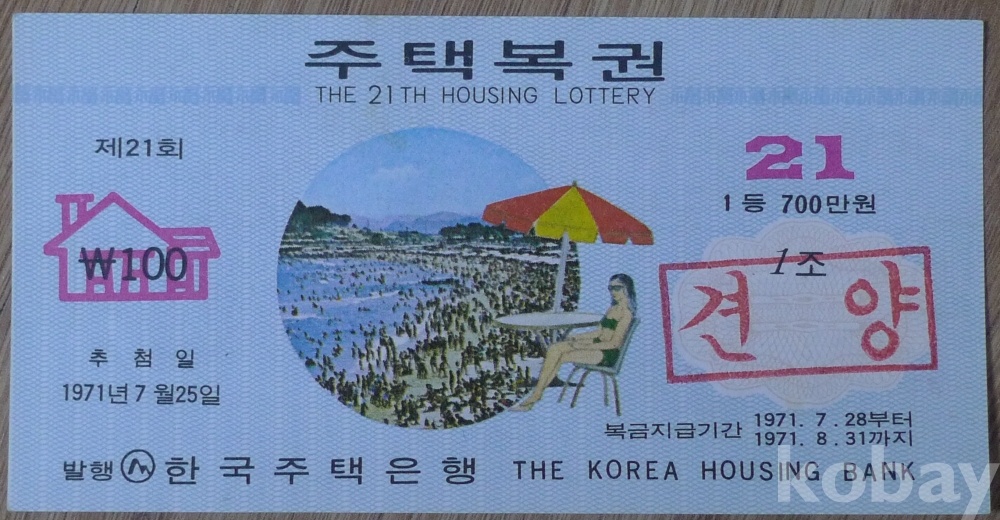 주택복권
THE 21TH HOUSING LOTTERY
제21회
21
1등 700만원
₩100
1조
견양
추첨일
1971년 7월 25일
복금지급기간 1971. 7. 28부터
1971. 8. 31까지
발행 한국주택은행 THE KOREA HOUSING BANK
kobay